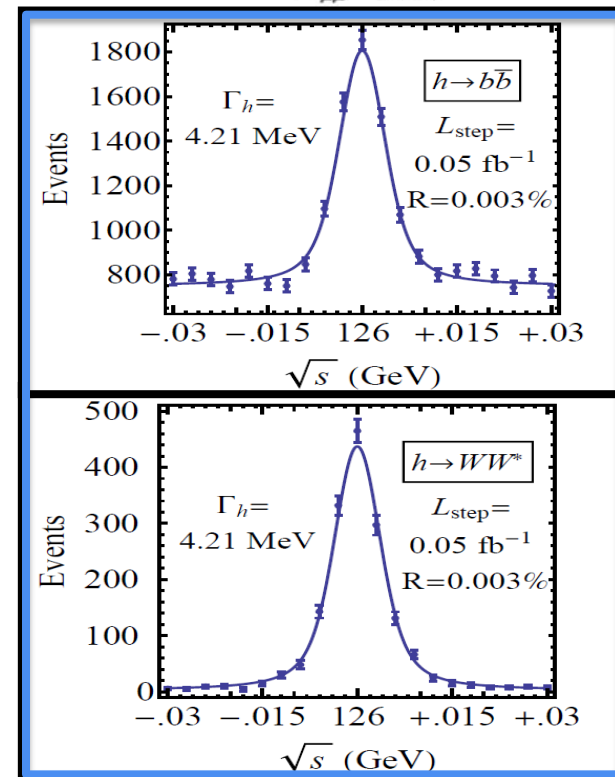 1800
1600
1400
1200
1000
800
Events
Γh=
4.21 MeV
h→bb̄
Lstep=
0.05 fb⁻¹
R=0.003%
−.03 −.015 126 +.015 +.03
√s (GeV)
500
400
300
200
100
0
Events
Γh=
4.21 MeV
h→WW*
Lstep=
0.05 fb⁻¹
R=0.003%
−.03 −.015 126 +.015 +.03
√s (GeV)